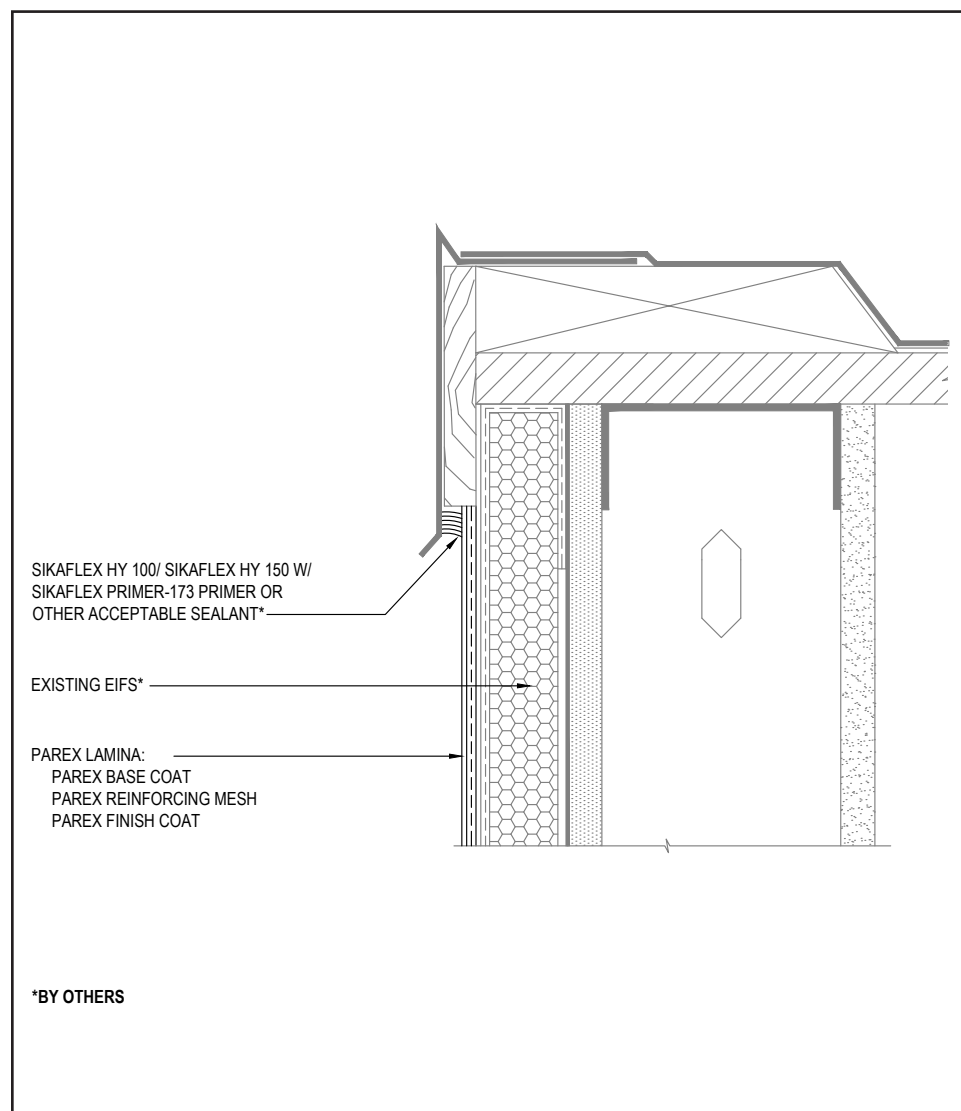 SIKAFLEX HY 100/ SIKAFLEX HY 150 W/
SIKAFLEX PRIMER-173 PRIMER OR
OTHER ACCEPTABLE SEALANT*
EXISTING EIFS*
PAREX LAMINA:
PAREX BASE COAT
PAREX REINFORCING MESH
PAREX FINISH COAT
*BY OTHERS